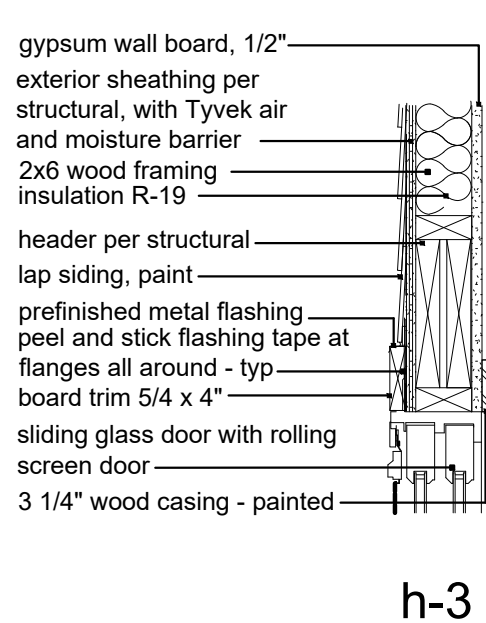 gypsum wall board, 1/2"
exterior sheathing per
structural, with Tyvek air
and moisture barrier
2x6 wood framing
insulation R-19
header per structural
lap siding, paint
prefinished metal flashing
peel and stick flashing tape at
flanges all around - typ
board trim 5/4 x 4"
sliding glass door with rolling
screen door
3 1/4" wood casing - painted
h-3